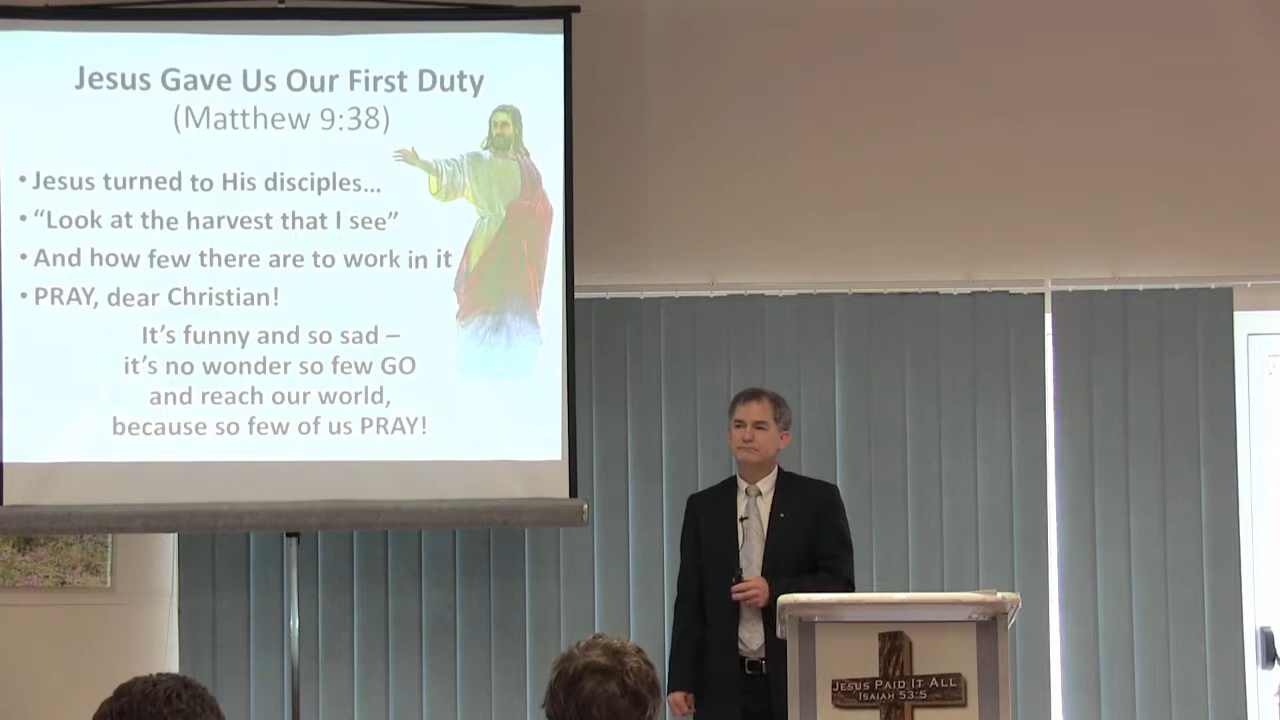 Jesus Gave Us Our First Duty
(Matthew 9:38)
• Jesus turned to His disciples...
• “Look at the harvest that I see”
• And how few there are to work in it
• PRAY, dear Christian!
It’s funny and so sad –
it’s no wonder so few GO
and reach our world,
because so few of us PRAY!
JESUS PAID IT ALL
ISAIAH 53:5